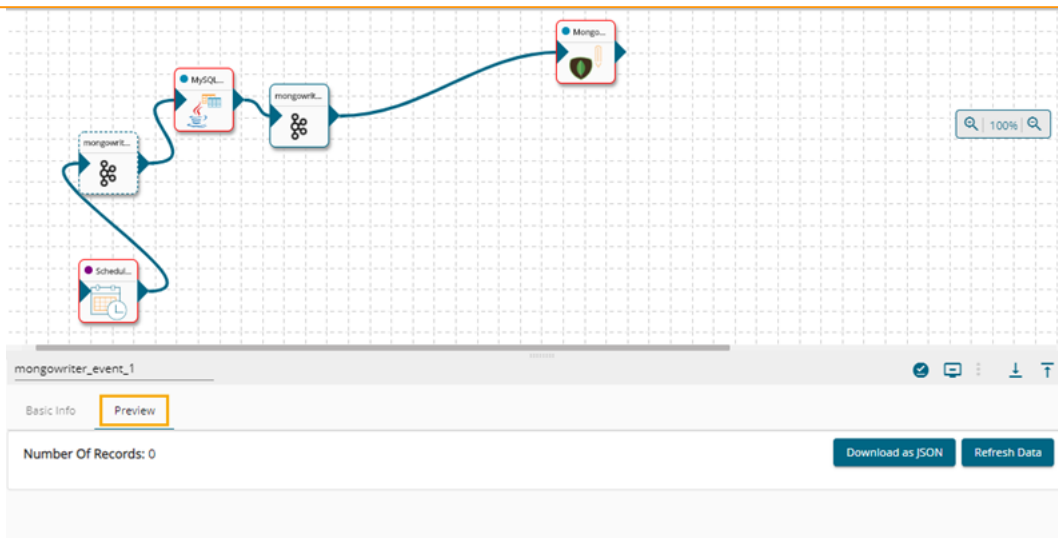 Mongo...
MySQL...
mongowrit...
mongowrit...
Schedul...
100%
mongowriter_event_1
Basic Info
Preview
Number Of Records: 0
Download as JSON
Refresh Data